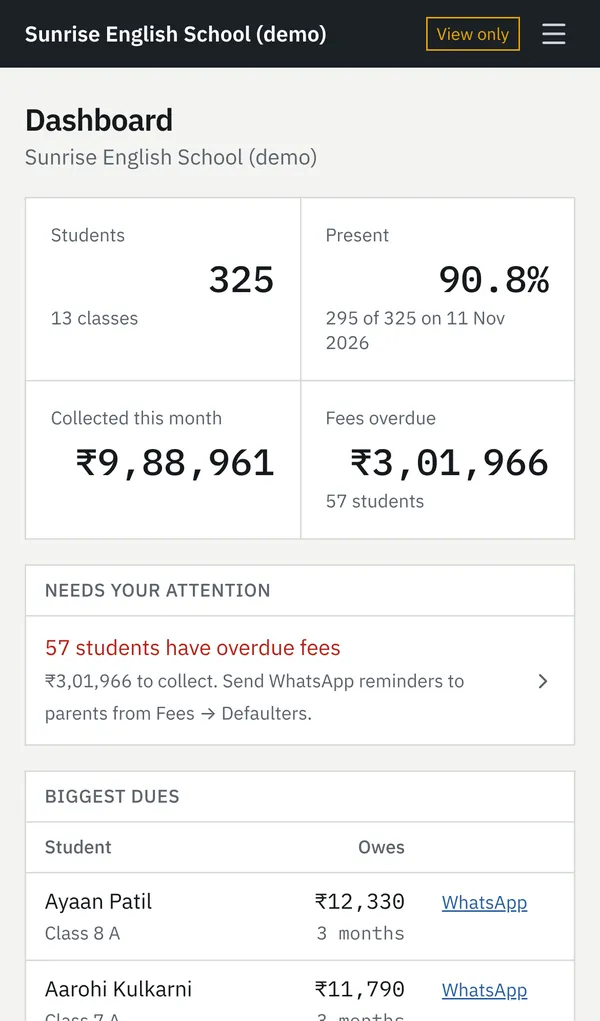 Sunrise English School (demo)
View only
Dashboard
Sunrise English School (demo)
Students
325
13 classes
Present
90.8%
295 of 325 on 11 Nov
2026
Collected this month
₹9,88,961
Fees overdue
₹3,01,966
57 students
NEEDS YOUR ATTENTION
57 students have overdue fees
₹3,01,966 to collect. Send WhatsApp reminders to
parents from Fees → Defaulters.
BIGGEST DUES
Student Owes
Ayaan Patil ₹12,330 WhatsApp
Class 8 A 3 months
Aarohi Kulkarni ₹11,790 WhatsApp
Class 7 A 3 months